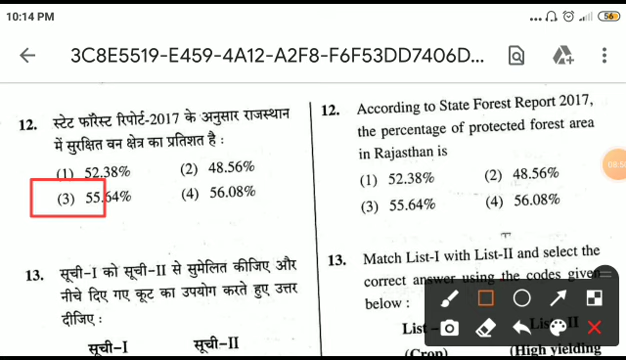 10:14 PM
56
3C8E5519-E459-4A12-A2F8-F6F53DD7406D...
12. स्टेट फॉरेस्ट रिपोर्ट-2017 के अनुसार राजस्थान
में सुरक्षित वन क्षेत्र का प्रतिशत है :
(1) 52.38% (2) 48.56%
(3) 55.64% (4) 56.08%
13. सूची-I को सूची-II से सुमेलित कीजिए और
नीचे दिए गए कूट का उपयोग करते हुए उत्तर
दीजिए :
सूची-I सूची-II
12. According to State Forest Report 2017,
the percentage of protected forest area
in Rajasthan is
(1) 52.38% (2) 48.56%
(3) 55.64% (4) 56.08%
13. Match List-I with List-II and select the
correct answer using the codes given
below :
List - List II
(Crop) (High yielding